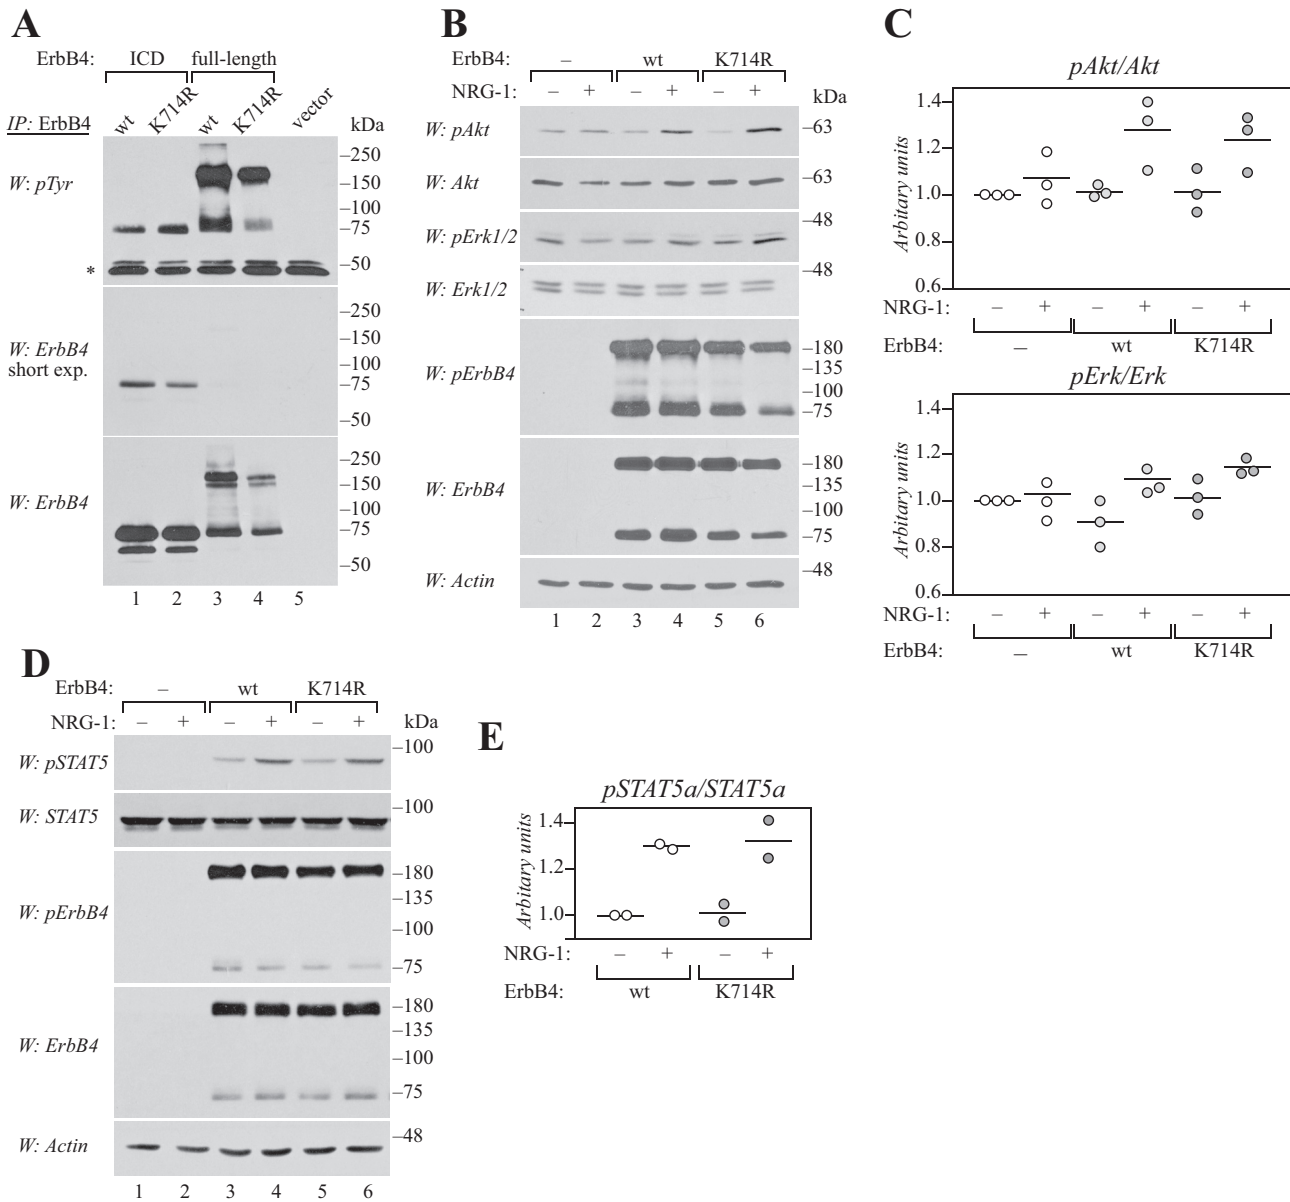 A
ErbB4: ICD full-length
IP: ErbB4 wt K714R wt K714R vector kDa
W: pTyr
–250
–150
–100
–75
–50
*
W: ErbB4
short exp.
–250
–150
–100
–75
–50
W: ErbB4
–250
–150
–100
–75
–50
1 2 3 4 5
B
ErbB4: – wt K714R
NRG-1: – + – + – + kDa
W: pAkt –63
W: Akt –63
W: pErk1/2 –48
W: Erk1/2 –48
W: pErbB4
–180
–135
–100
–75
W: ErbB4
–180
–135
–100
–75
W: Actin –48
1 2 3 4 5 6
C
pAkt/Akt
Arbitary units
1.4
1.2
1.0
0.8
0.6
NRG-1: – + – + – +
ErbB4: – wt K714R
pErk/Erk
Arbitary units
1.4
1.2
1.0
0.8
0.6
NRG-1: – + – + – +
ErbB4: – wt K714R
D
ErbB4: – wt K714R
NRG-1: – + – + – + kDa
W: pSTAT5 –100
W: STAT5 –100
W: pErbB4
–180
–135
–100
–75
W: ErbB4
–180
–135
–100
–75
W: Actin –48
1 2 3 4 5 6
E
pSTAT5a/STAT5a
Arbitary units
1.4
1.2
1.0
NRG-1: – + – +
ErbB4: wt K714R